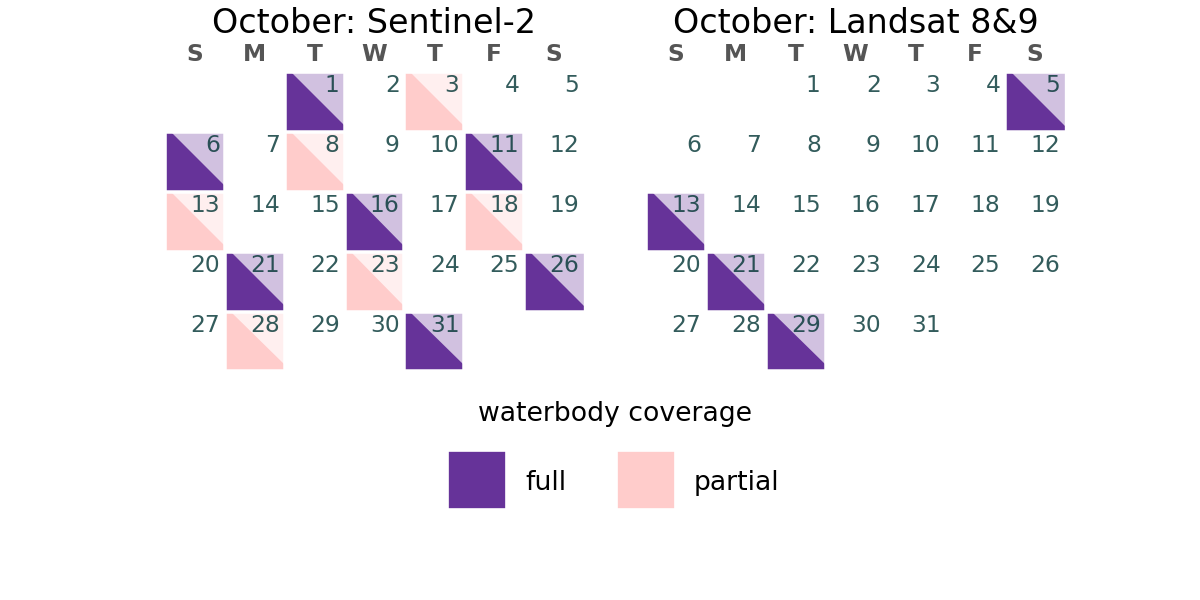 October: Sentinel-2
S M T W T F S
1 2 3 4 5
6 7 8 9 10 11 12
13 14 15 16 17 18 19
20 21 22 23 24 25 26
27 28 29 30 31
October: Landsat 8&9
S M T W T F S
1 2 3 4 5
6 7 8 9 10 11 12
13 14 15 16 17 18 19
20 21 22 23 24 25 26
27 28 29 30 31
waterbody coverage
full
partial